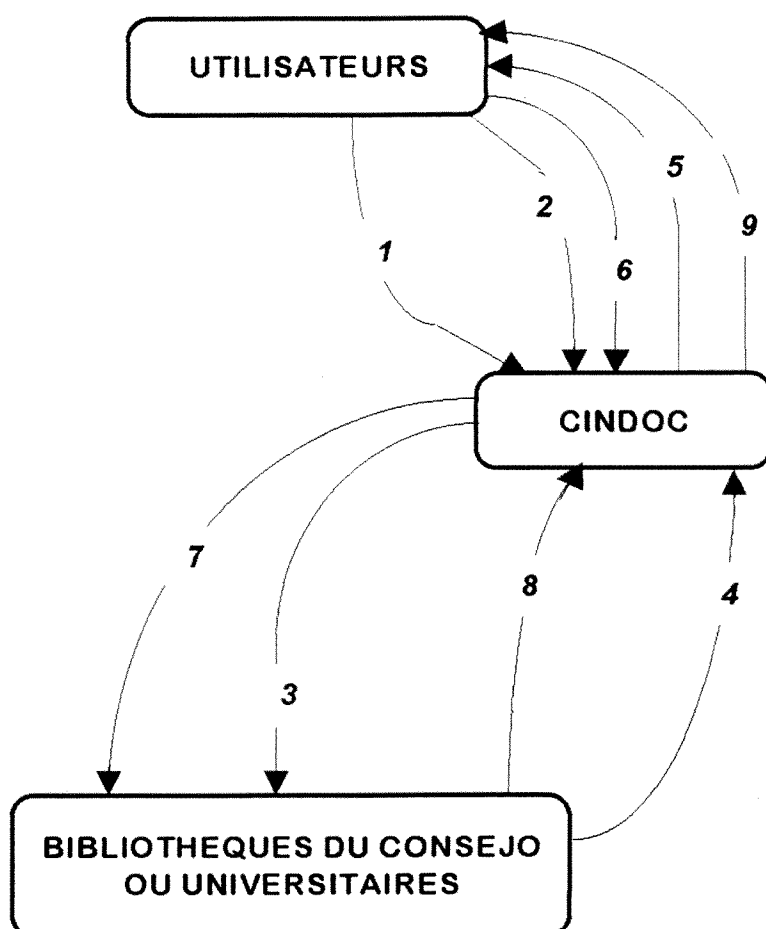 UTILISATEURS
5
2
9
1
6
CINDOC
7
8
4
3
BIBLIOTHEQUES DU CONSEJO
OU UNIVERSITAIRES